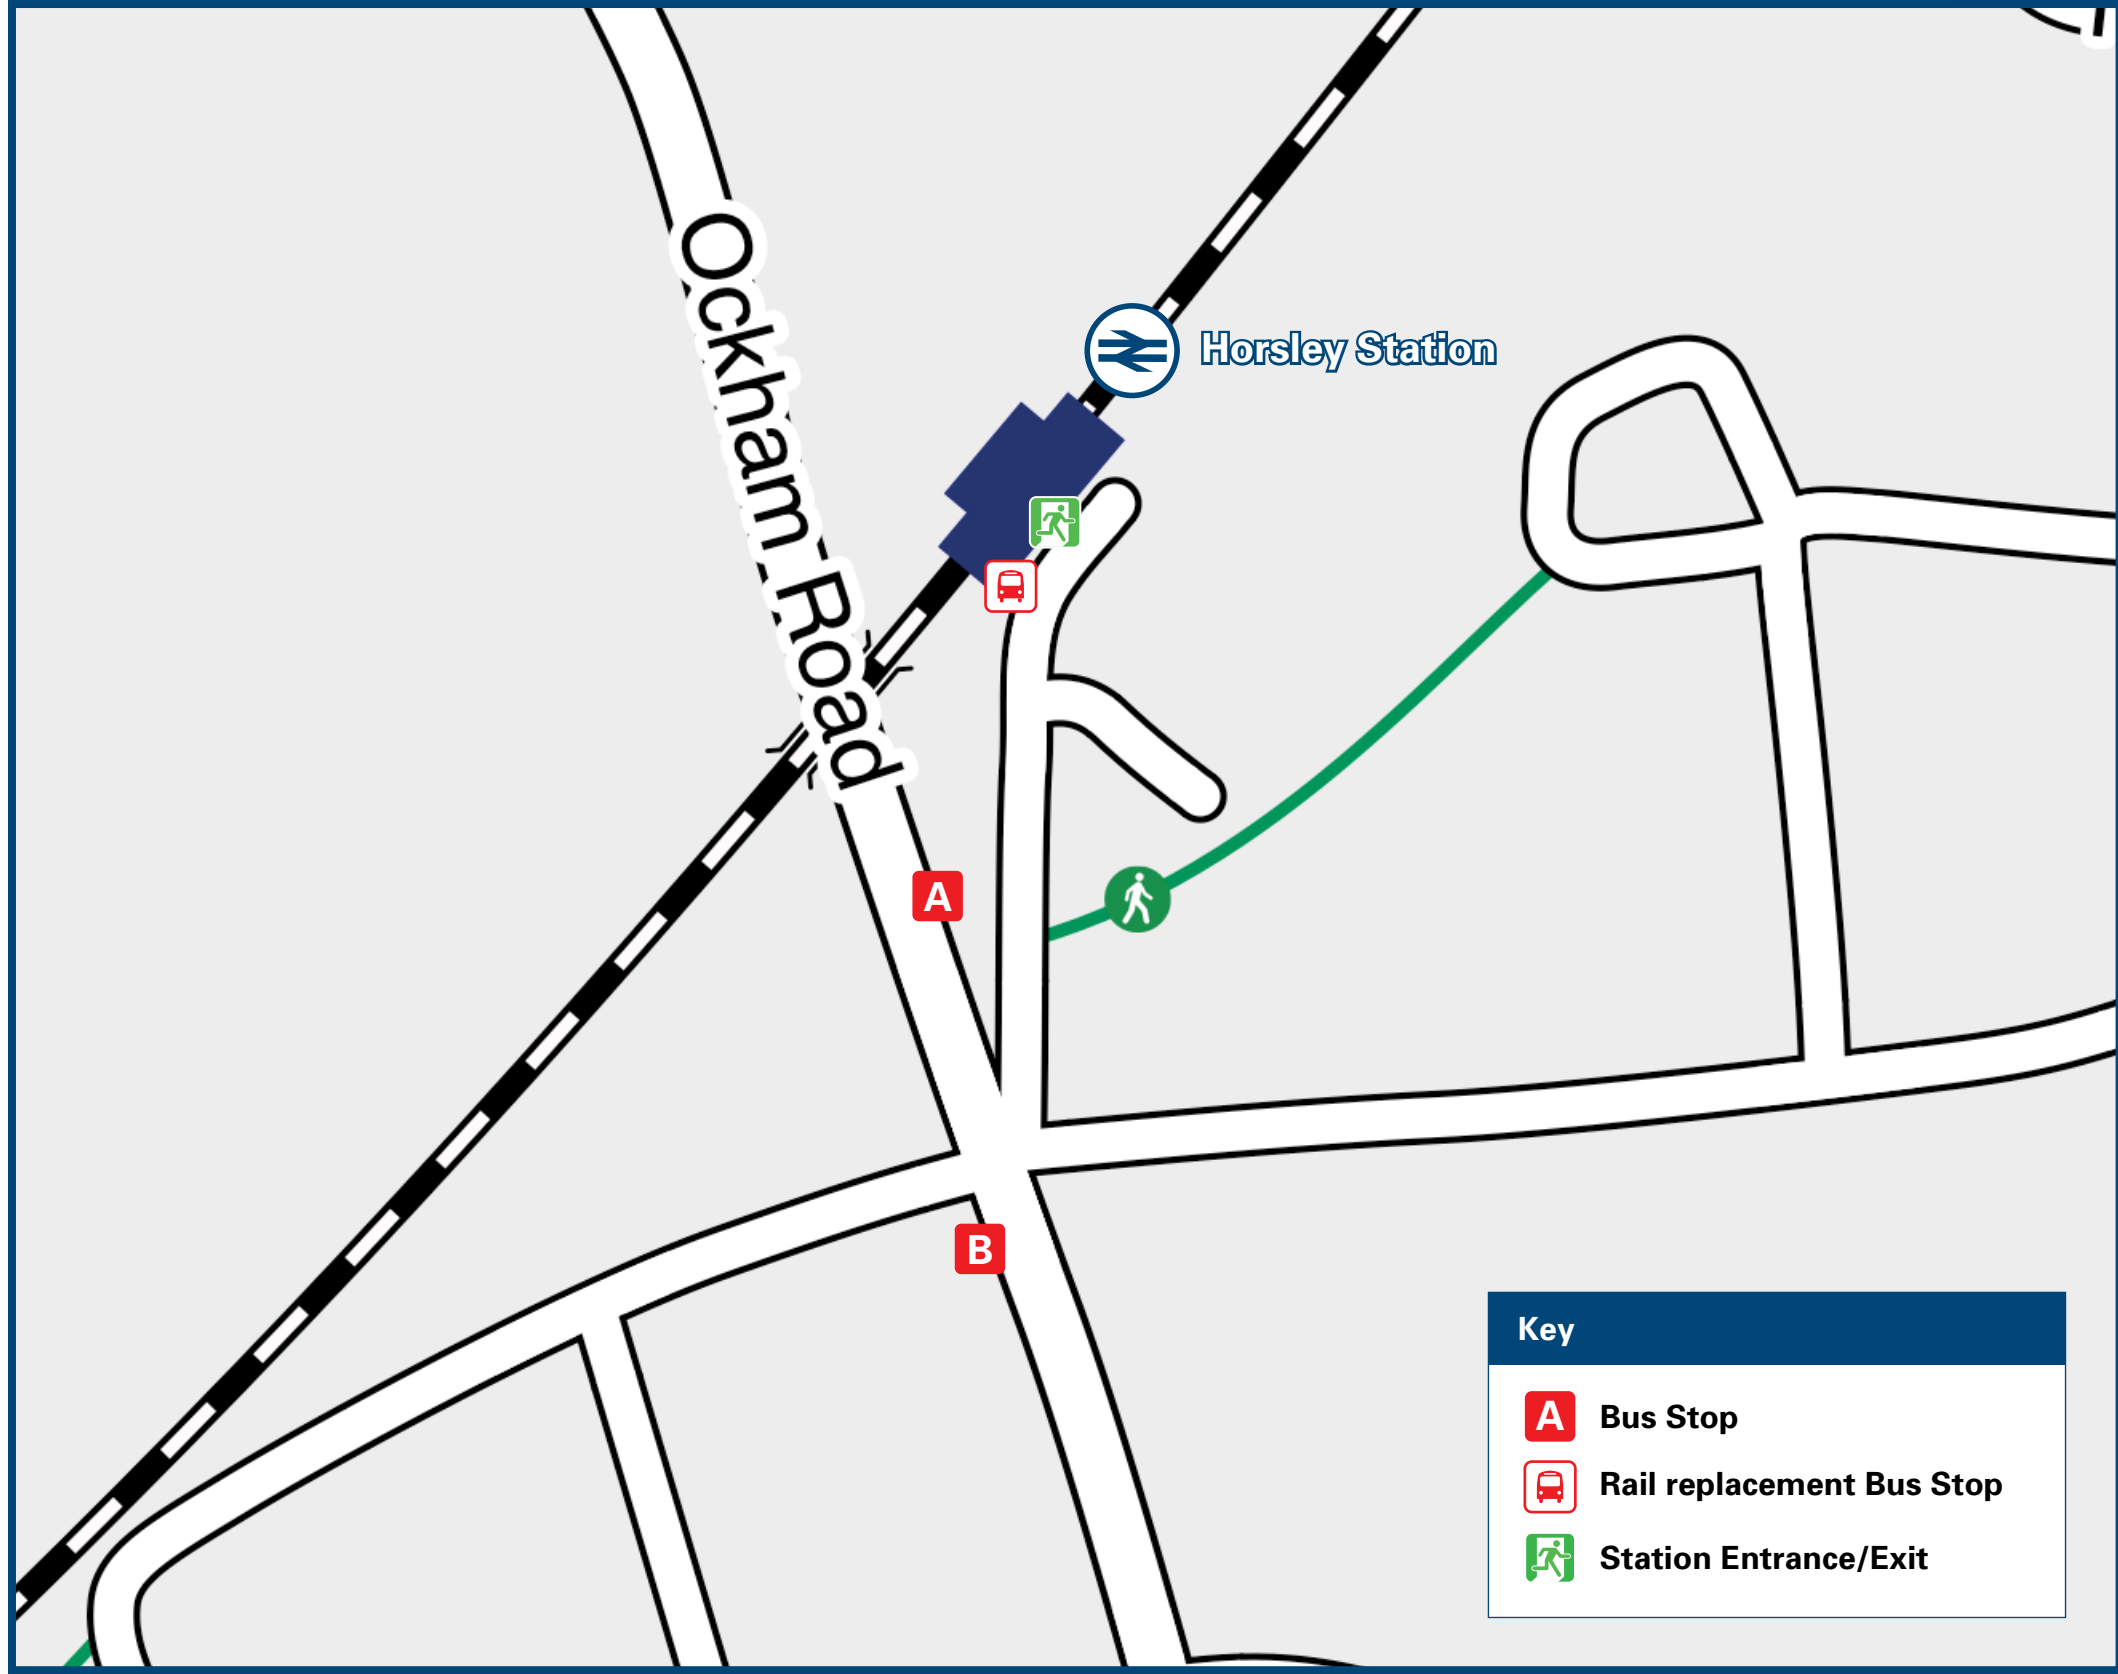 Ockham Road
Horsley Station
A
B
Key
A Bus Stop
Rail replacement Bus Stop
Station Entrance/Exit